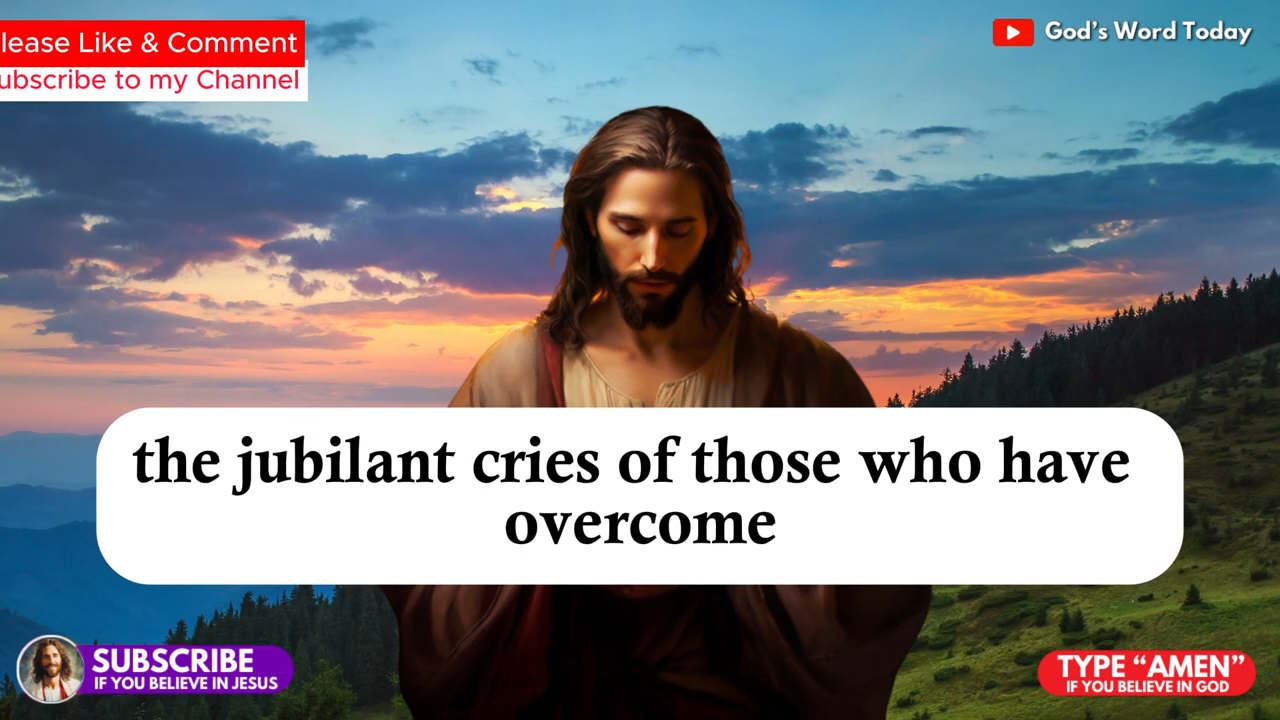 lease Like & Comment
ubscribe to my Channel
God's Word Today
the jubilant cries of those who have
overcome
SUBSCRIBE
IF YOU BELIEVE IN JESUS
TYPE “AMEN”
IF YOU BELIEVE IN GOD